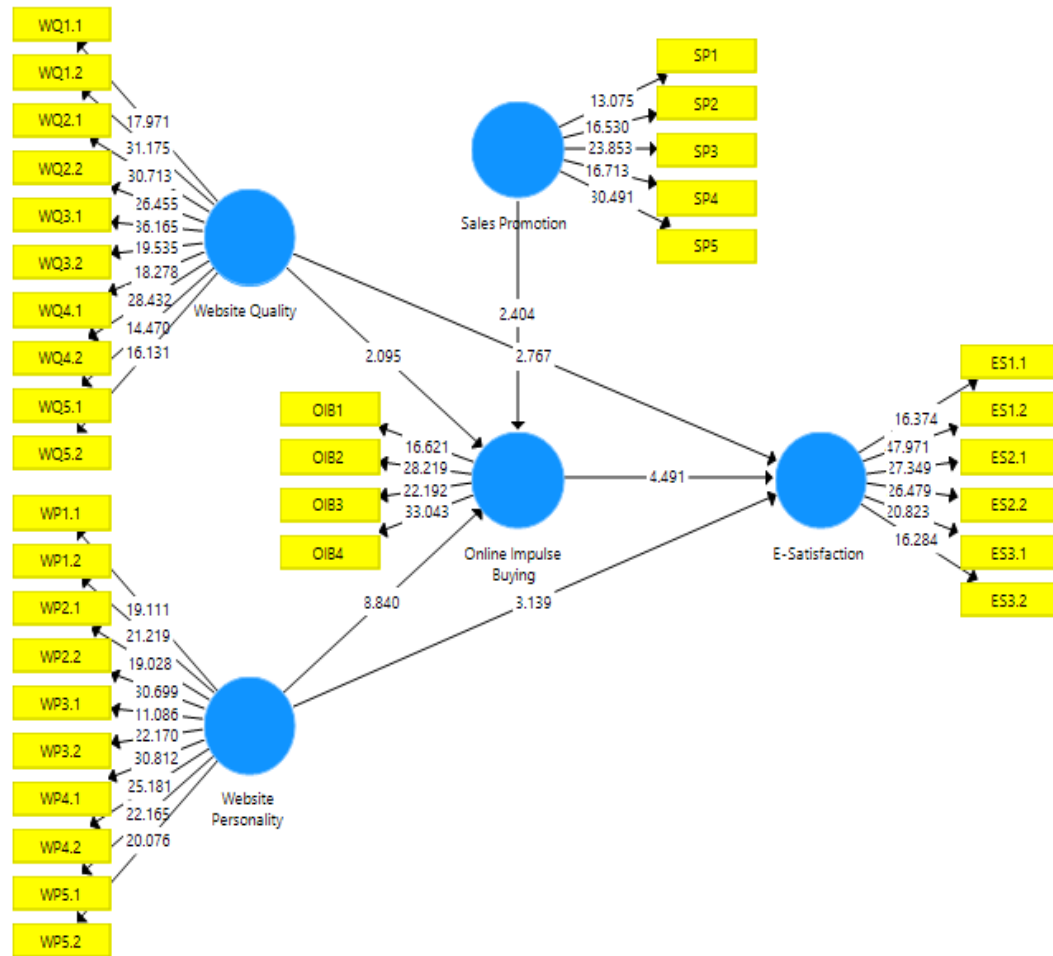 WQ1.1
WQ1.2
WQ2.1
WQ2.2
WQ3.1
WQ3.2
WQ4.1
WQ4.2
WQ5.1
WQ5.2
17.971
31.175
30.713
26.455
36.165
19.535
18.278
28.432
14.470
16.131
Website Quality
SP1
SP2
SP3
SP4
SP5
13.075
16.530
23.853
16.713
30.491
Sales Promotion
2.404
2.767
2.095
OIB1
OIB2
OIB3
OIB4
16.621
28.219
22.192
33.043
Online Impulse
Buying
4.491
ES1.1
ES1.2
ES2.1
ES2.2
ES3.1
ES3.2
16.374
47.971
27.349
26.479
20.823
16.284
E-Satisfaction
8.840
3.139
WP1.1
WP1.2
WP2.1
WP2.2
WP3.1
WP3.2
WP4.1
WP4.2
WP5.1
WP5.2
19.111
21.219
19.028
30.699
11.086
22.170
30.812
25.181
22.165
20.076
Website
Personality